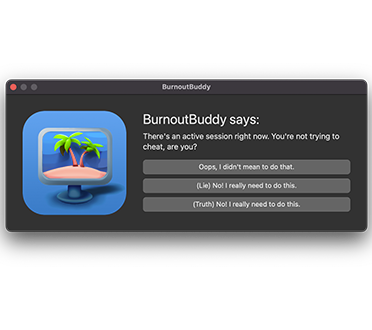 BurnoutBuddy
BurnoutBuddy says:
There's an active session right now. You're not trying to
cheat, are you?
Oops, I didn't mean to do that.
(Lie) No! I really need to do this.
(Truth) No! I really need to do this.